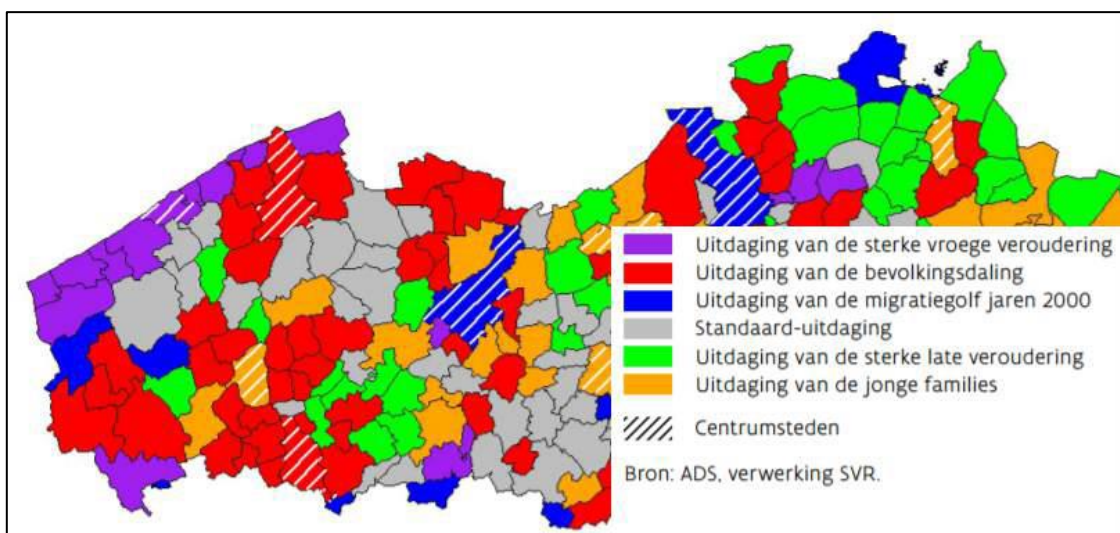 Uitdaging van de sterke vroege veroudering
Uitdaging van de bevolkingsdaling
Uitdaging van de migratiegolf jaren 2000
Standaard-uitdaging
Uitdaging van de sterke late veroudering
Uitdaging van de jonge families
Centrumsteden
Bron: ADS, verwerking SVR.